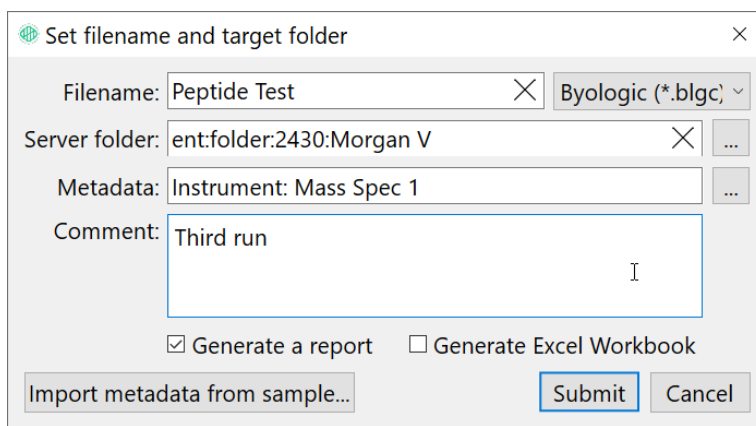 Set filename and target folder
Filename: Peptide Test Byologic (*.blgc)
Server folder: ent:folder:2430:Morgan V ...
Metadata: Instrument: Mass Spec 1 ...
Comment: Third run
Generate a report Generate Excel Workbook
Import metadata from sample... Submit Cancel